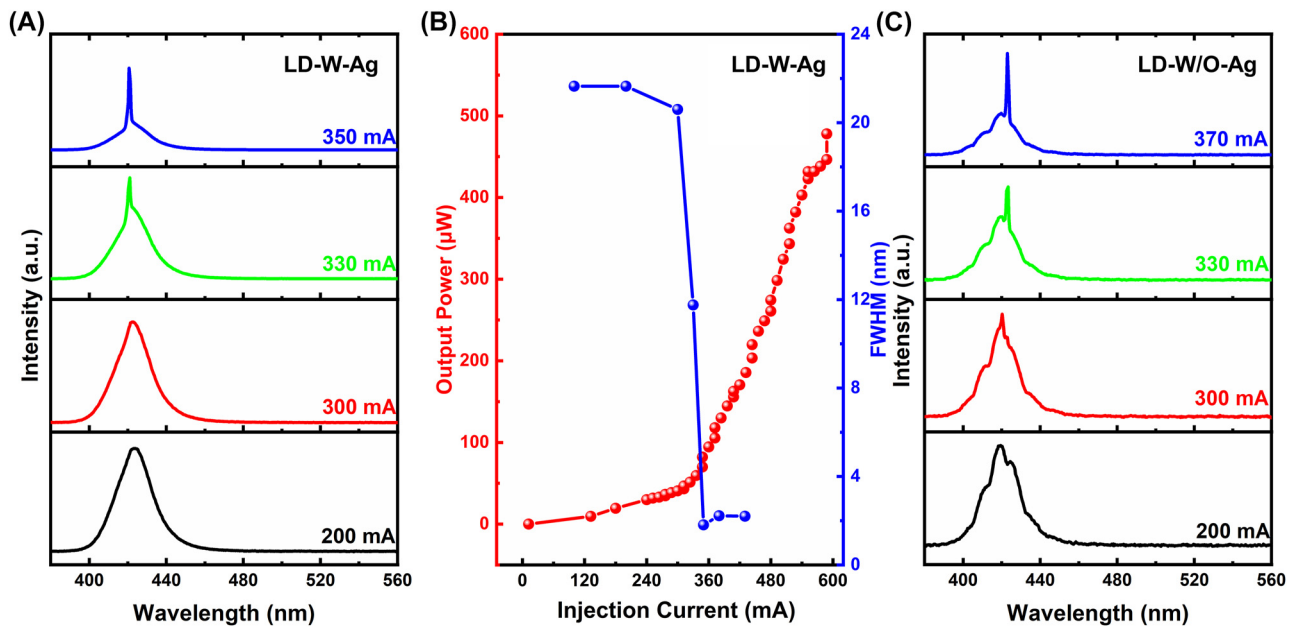 (A)
LD-W-Ag
350 mA
330 mA
300 mA
200 mA
Intensity (a.u.)
400 440 480 520 560
Wavelength (nm)
(B)
LD-W-Ag
600
500
400
300
200
100
0
Output Power (μW)
24
20
16
12
8
4
0
FWHM (nm)
0 120 240 360 480 600
Injection Current (mA)
(C)
LD-W/O-Ag
370 mA
330 mA
300 mA
200 mA
Intensity (a.u.)
400 440 480 520 560
Wavelength (nm)